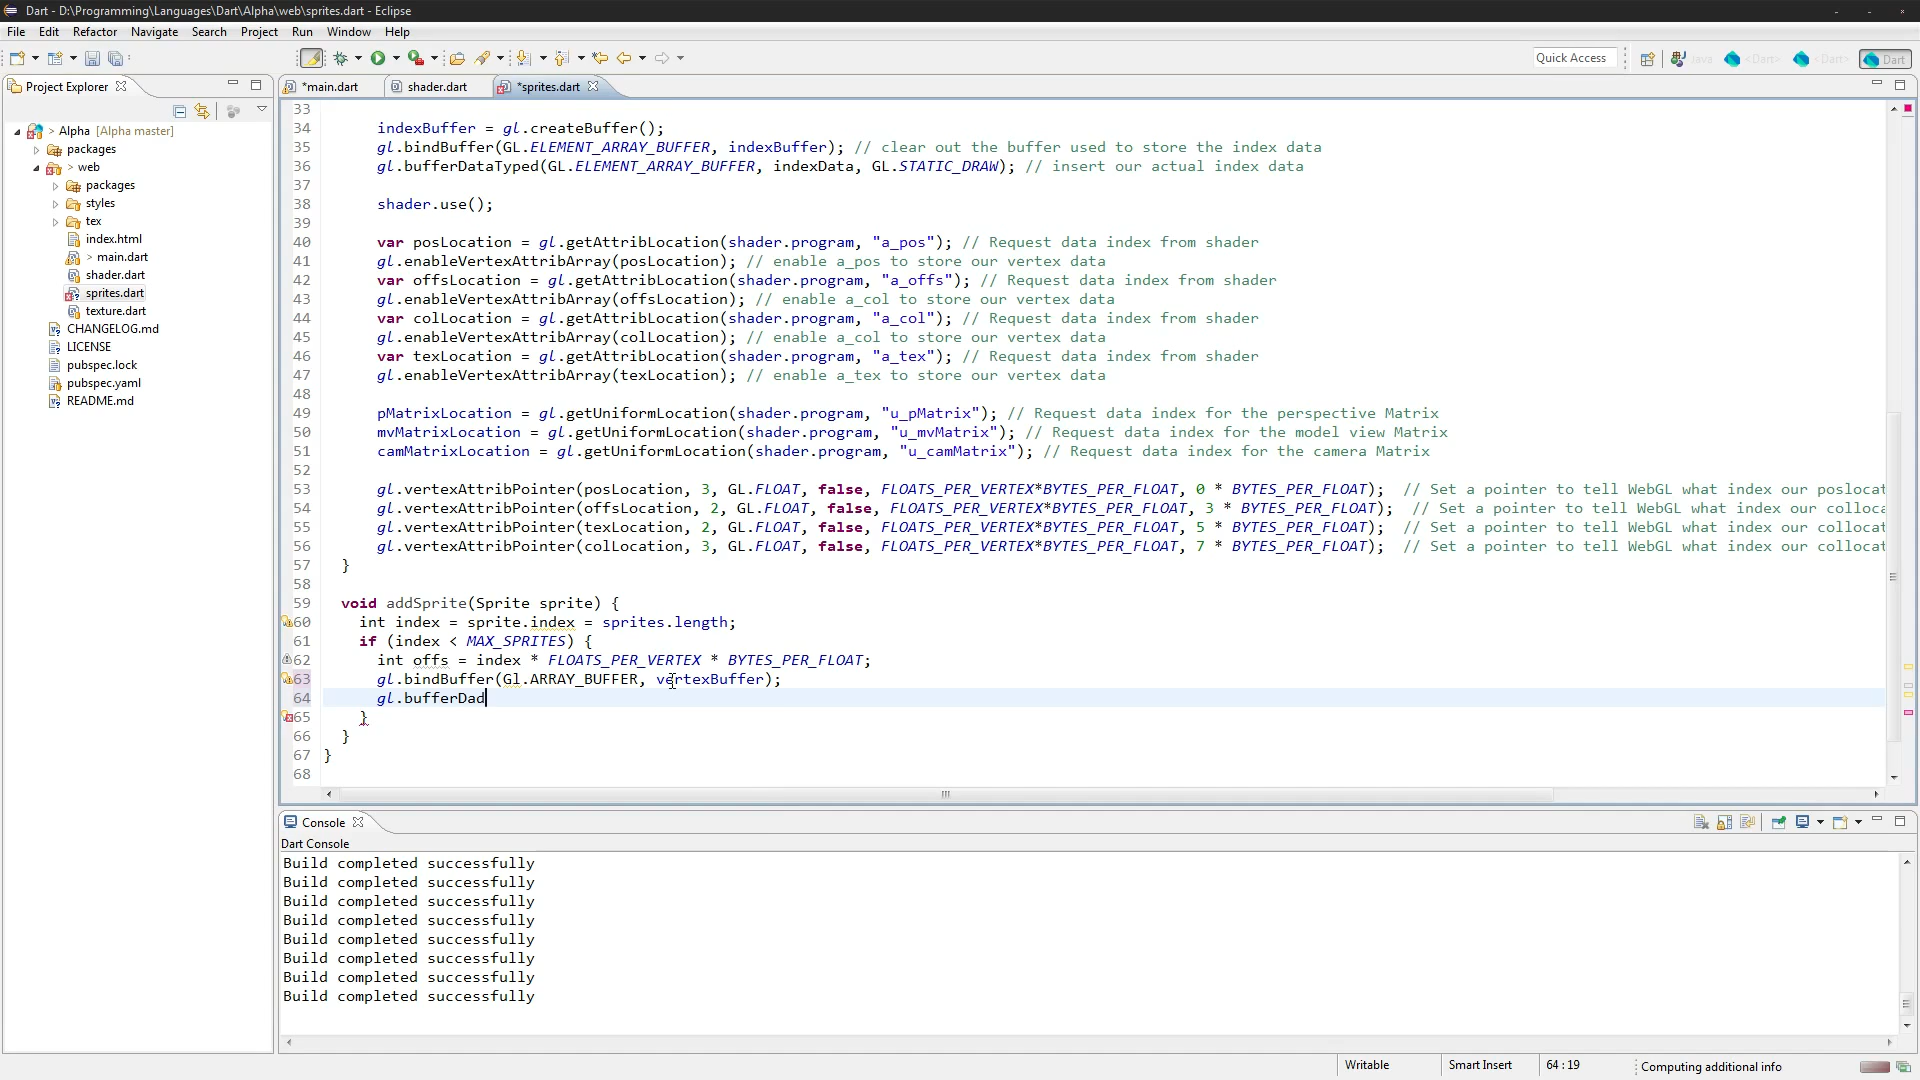 Dart - D:\Programming\Languages\Dart\Alpha\web\sprites.dart - Eclipse
File Edit Refactor Navigate Search Project Run Window Help
Quick Access
Java
<Dart>
<Dart>
Dart
Project Explorer
*main.dart
shader.dart
*sprites.dart
> Alpha [Alpha master]
packages
> web
packages
styles
tex
index.html
> main.dart
shader.dart
sprites.dart
texture.dart
CHANGELOG.md
LICENSE
pubspec.lock
pubspec.yaml
README.md
33
34 indexBuffer = gl.createBuffer();
35 gl.bindBuffer(GL.ELEMENT_ARRAY_BUFFER, indexBuffer); // clear out the buffer used to store the index data
36 gl.bufferDataTyped(GL.ELEMENT_ARRAY_BUFFER, indexData, GL.STATIC_DRAW); // insert our actual index data
37
38 shader.use();
39
40 var posLocation = gl.getAttribLocation(shader.program, "a_pos"); // Request data index from shader
41 gl.enableVertexAttribArray(posLocation); // enable a_pos to store our vertex data
42 var offsLocation = gl.getAttribLocation(shader.program, "a_offs"); // Request data index from shader
43 gl.enableVertexAttribArray(offsLocation); // enable a_col to store our vertex data
44 var colLocation = gl.getAttribLocation(shader.program, "a_col"); // Request data index from shader
45 gl.enableVertexAttribArray(colLocation); // enable a_col to store our vertex data
46 var texLocation = gl.getAttribLocation(shader.program, "a_tex"); // Request data index from shader
47 gl.enableVertexAttribArray(texLocation); // enable a_tex to store our vertex data
48
49 pMatrixLocation = gl.getUniformLocation(shader.program, "u_pMatrix"); // Request data index for the perspective Matrix
50 mvMatrixLocation = gl.getUniformLocation(shader.program, "u_mvMatrix"); // Request data index for the model view Matrix
51 camMatrixLocation = gl.getUniformLocation(shader.program, "u_camMatrix"); // Request data index for the camera Matrix
52
53 gl.vertexAttribPointer(posLocation, 3, GL.FLOAT, false, FLOATS_PER_VERTEX*BYTES_PER_FLOAT, 0 * BYTES_PER_FLOAT); // Set a pointer to tell WebGL what index our poslocat
54 gl.vertexAttribPointer(offsLocation, 2, GL.FLOAT, false, FLOATS_PER_VERTEX*BYTES_PER_FLOAT, 3 * BYTES_PER_FLOAT); // Set a pointer to tell WebGL what index our colloca
55 gl.vertexAttribPointer(texLocation, 2, GL.FLOAT, false, FLOATS_PER_VERTEX*BYTES_PER_FLOAT, 5 * BYTES_PER_FLOAT); // Set a pointer to tell WebGL what index our collocat
56 gl.vertexAttribPointer(colLocation, 3, GL.FLOAT, false, FLOATS_PER_VERTEX*BYTES_PER_FLOAT, 7 * BYTES_PER_FLOAT); // Set a pointer to tell WebGL what index our collocat
57 }
58
59 void addSprite(Sprite sprite) {
60 int index = sprite.index = sprites.length;
61 if (index < MAX_SPRITES) {
62 int offs = index * FLOATS_PER_VERTEX * BYTES_PER_FLOAT;
63 gl.bindBuffer(Gl.ARRAY_BUFFER, vertexBuffer);
64 gl.bufferDad
65 }
66 }
67 }
68
Console
Dart Console
Build completed successfully
Build completed successfully
Build completed successfully
Build completed successfully
Build completed successfully
Build completed successfully
Build completed successfully
Build completed successfully
Writable Smart Insert 64 : 19 Computing additional info